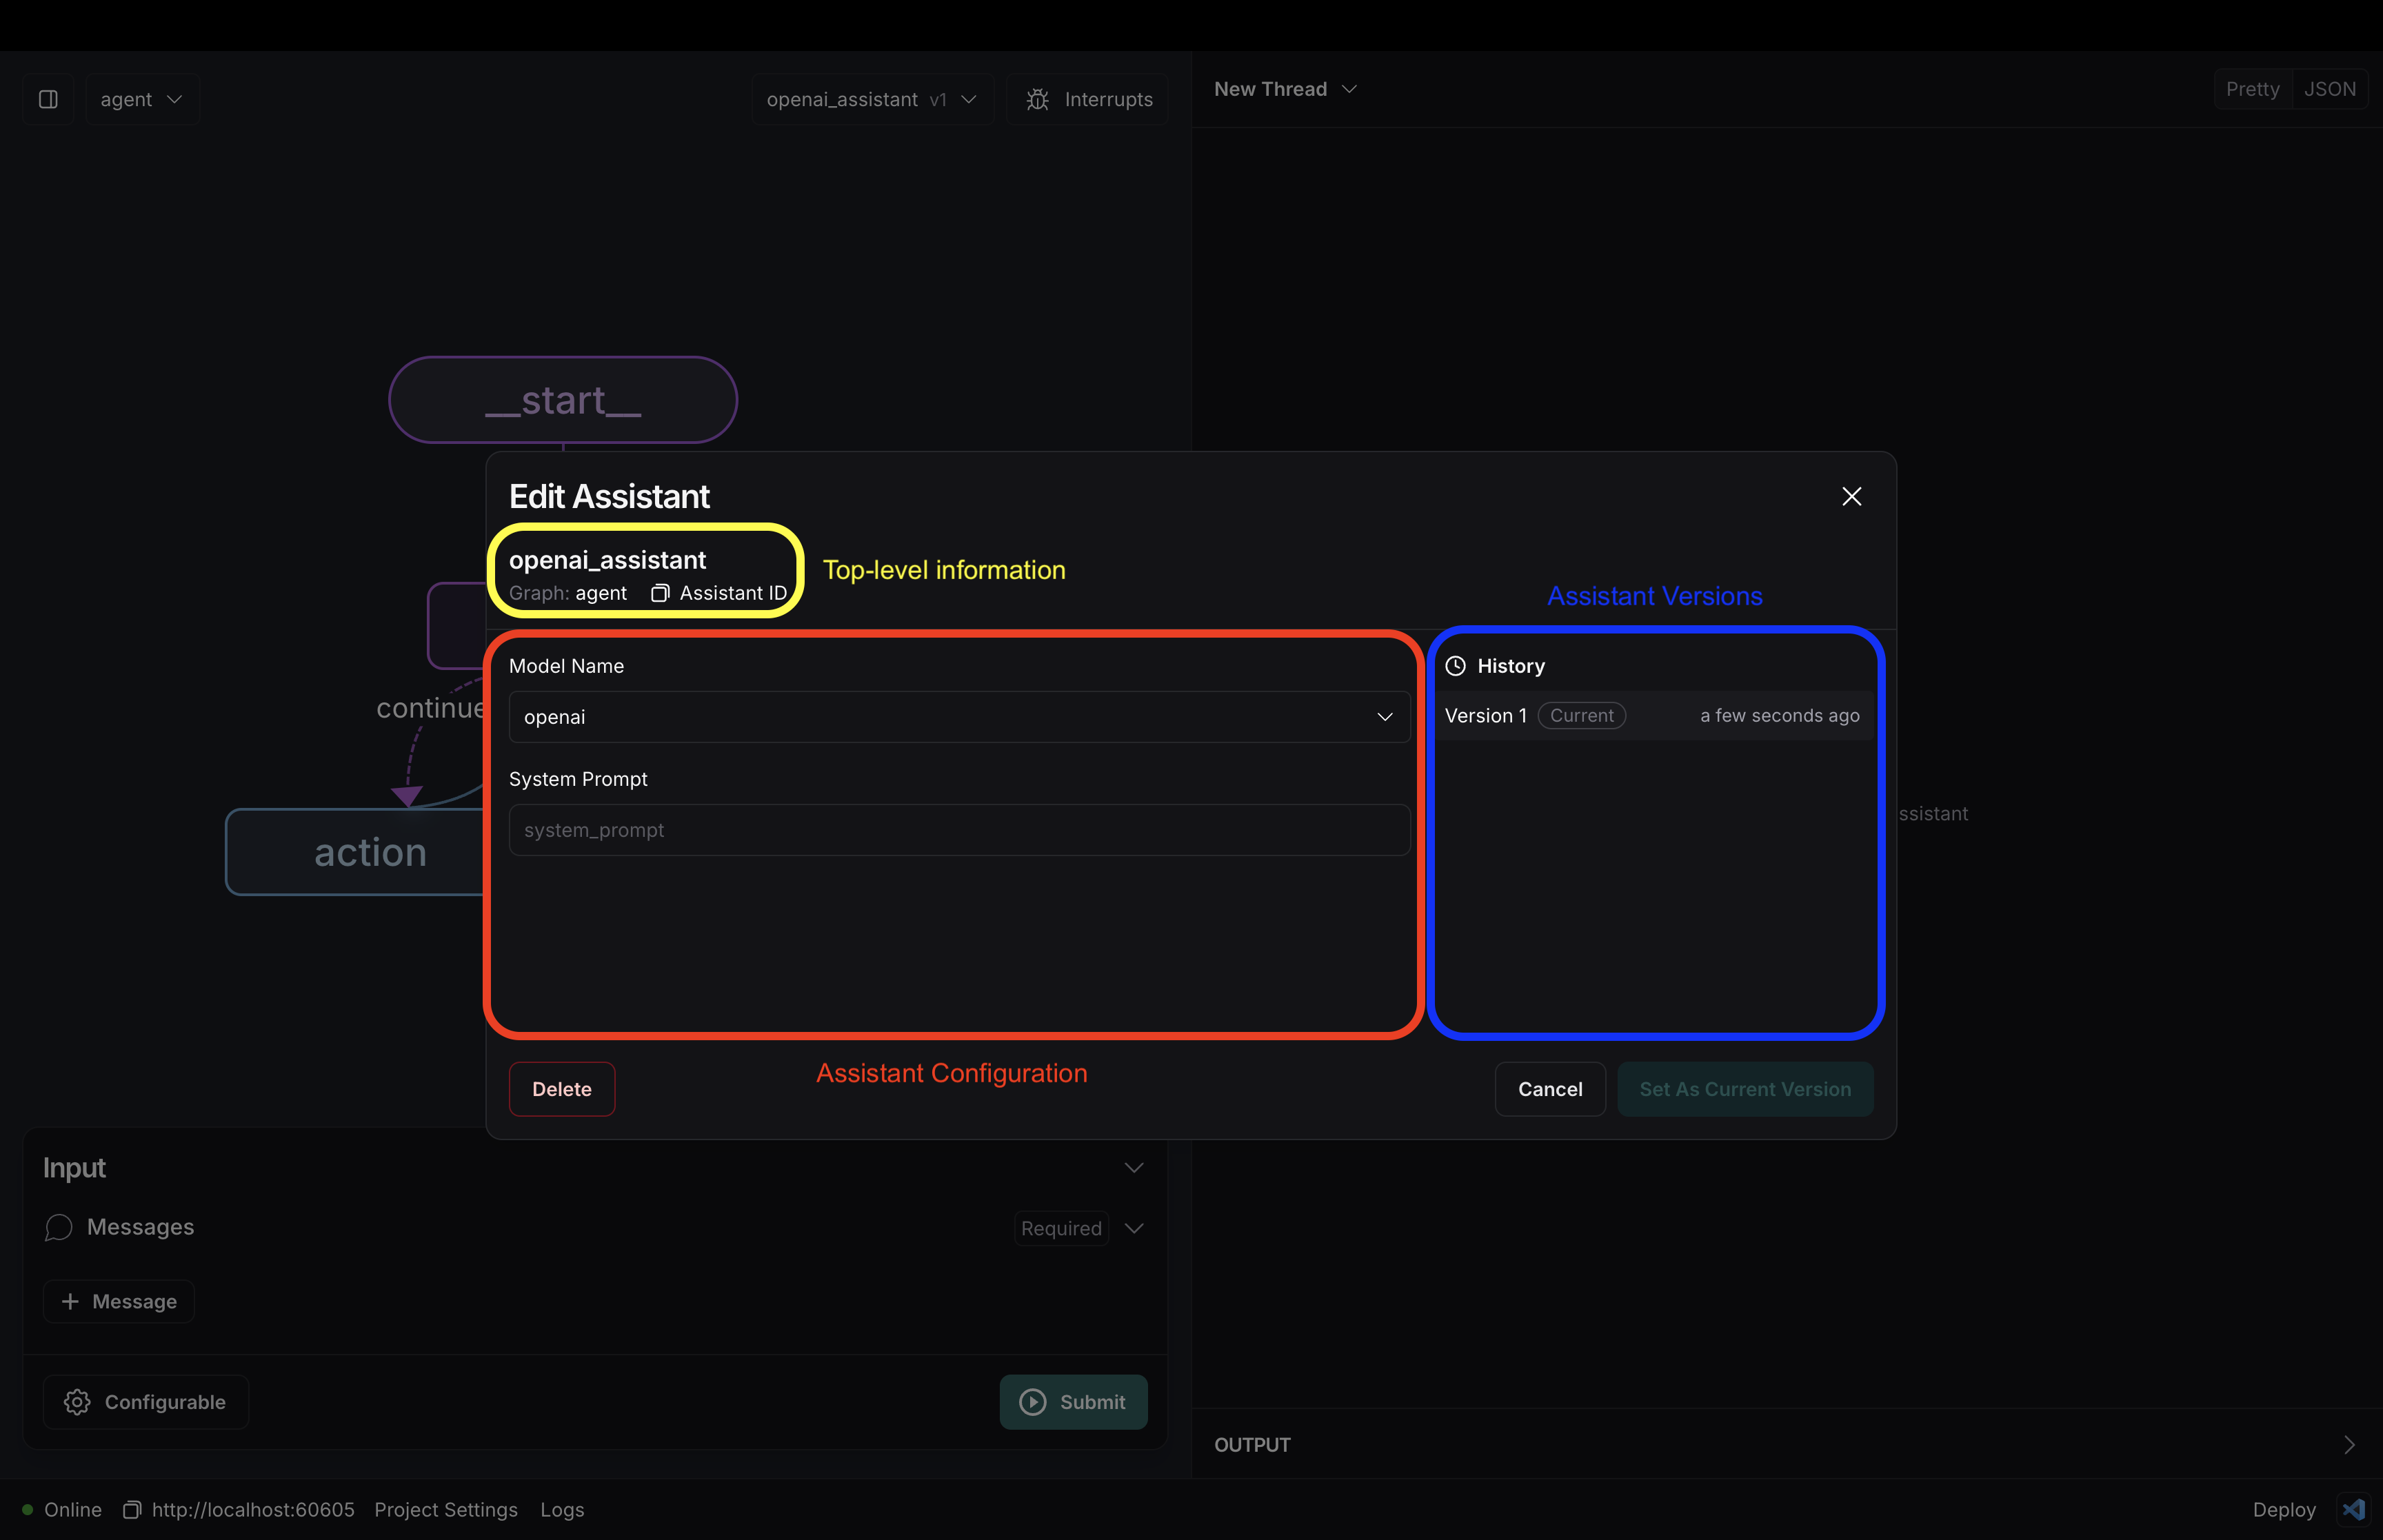 agent
openai_assistant v1
Interrupts
New Thread
Pretty
JSON
__start__
Edit Assistant
openai_assistant
Graph: agent
Assistant ID
Top-level information
Assistant Versions
Model Name
openai
System Prompt
system_prompt
History
Version 1
Current
a few seconds ago
continue
action
ssistant
Assistant Configuration
Delete
Cancel
Set As Current Version
Input
Messages
Required
Message
Configurable
Submit
OUTPUT
Online
http://localhost:60605
Project Settings
Logs
Deploy